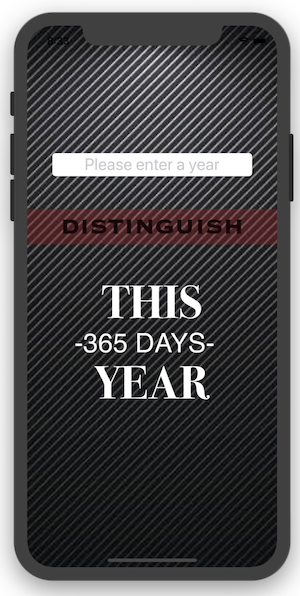 Please enter a year
DISTINGUISH
THIS
-365 DAYS-
YEAR